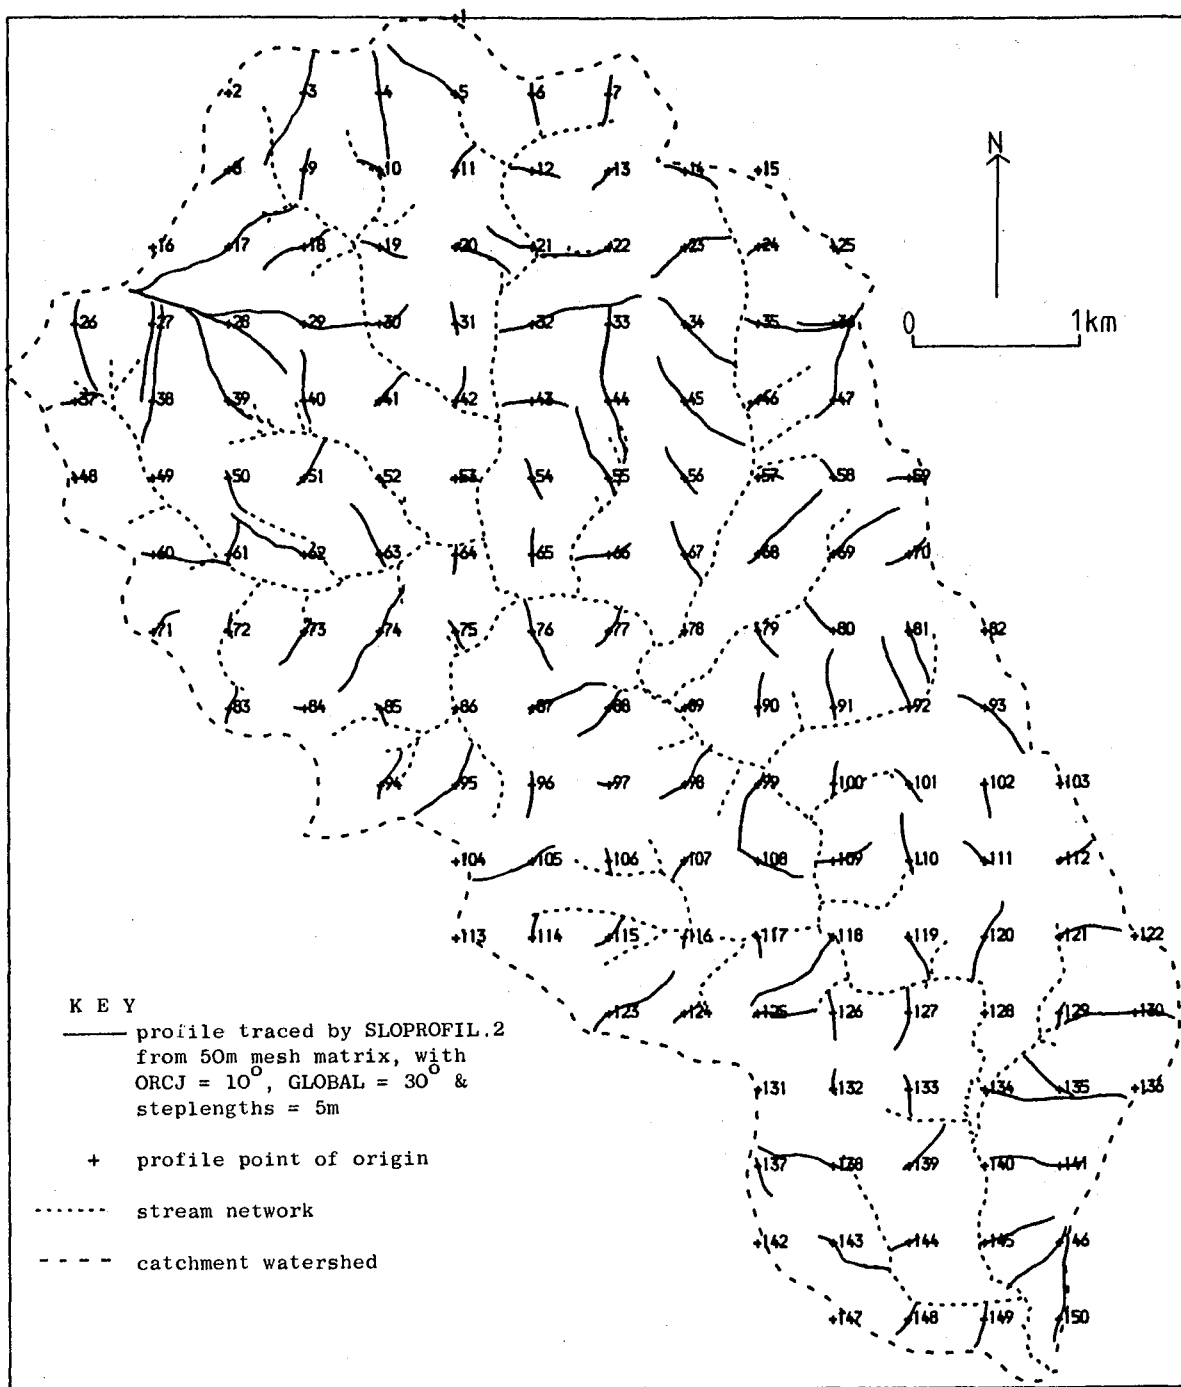 +1
+2 +3 +4 +5 +6 +7
+8 +9 +10 +11 +12 +13 +14 +15
N
+16 +17 +18 +19 +20 +21 +22 +23 +24 +25
+26 +27 +28 +29 +30 +31 +32 +33 +34 +35 +36
0 1km
+37 +38 +39 +40 +41 +42 +43 +44 +45 +46 +47
+48 +49 +50 +51 +52 +53 +54 +55 +56 +57 +58 +59
+60 +61 +62 +63 +64 +65 +66 +67 +68 +69 +70
+71 +72 +73 +74 +75 +76 +77 +78 +79 +80 +81 +82
+83 +84 +85 +86 +87 +88 +89 +90 +91 +92 +93
+94 +95 +96 +97 +98 +99 +100 +101 +102 +103
+104 +105 +106 +107 +108 +109 +110 +111 +112
+113 +114 +115 +116 +117 +118 +119 +120 +121 +122
+123 +124 +125 +126 +127 +128 +129 +130
+131 +132 +133 +134 +135 +136
+137 +138 +139 +140 +141
+142 +143 +144 +145 +146
+147 +148 +149 +150
K E Y
profile traced by SLOPROFIL.2
from 50m mesh matrix, with
ORCJ = 10°, GLOBAL = 30° &
steplengths = 5m
+ profile point of origin
stream network
catchment watershed